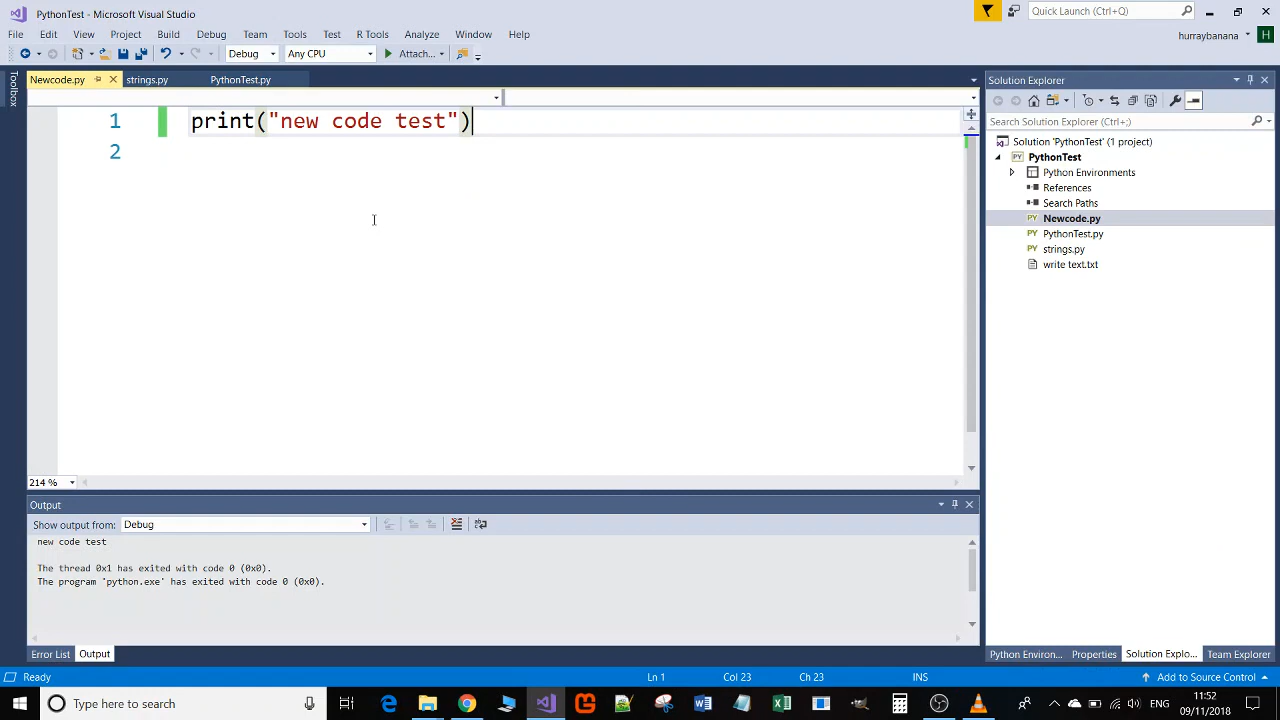 PythonTest - Microsoft Visual Studio
Quick Launch (Ctrl+Q)
File Edit View Project Build Debug Team Tools Test R Tools Analyze Window Help
hurraybanana H
Debug Any CPU Attach...
Toolbox
Newcode.py strings.py PythonTest.py
1 print("new code test")
2
214 %
Solution Explorer
Search Solution Explorer (Ctrl+;)
Solution 'PythonTest' (1 project)
PY PythonTest
Python Environments
References
Search Paths
PY Newcode.py
PY PythonTest.py
PY strings.py
write text.txt
Output
Show output from: Debug
new code test
The thread 0x1 has exited with code 0 (0x0).
The program 'python.exe' has exited with code 0 (0x0).
Error List Output
Python Environ... Properties Solution Explo... Team Explorer
Ready Ln 1 Col 23 Ch 23 INS Add to Source Control
Type here to search
ENG 11:52
09/11/2018